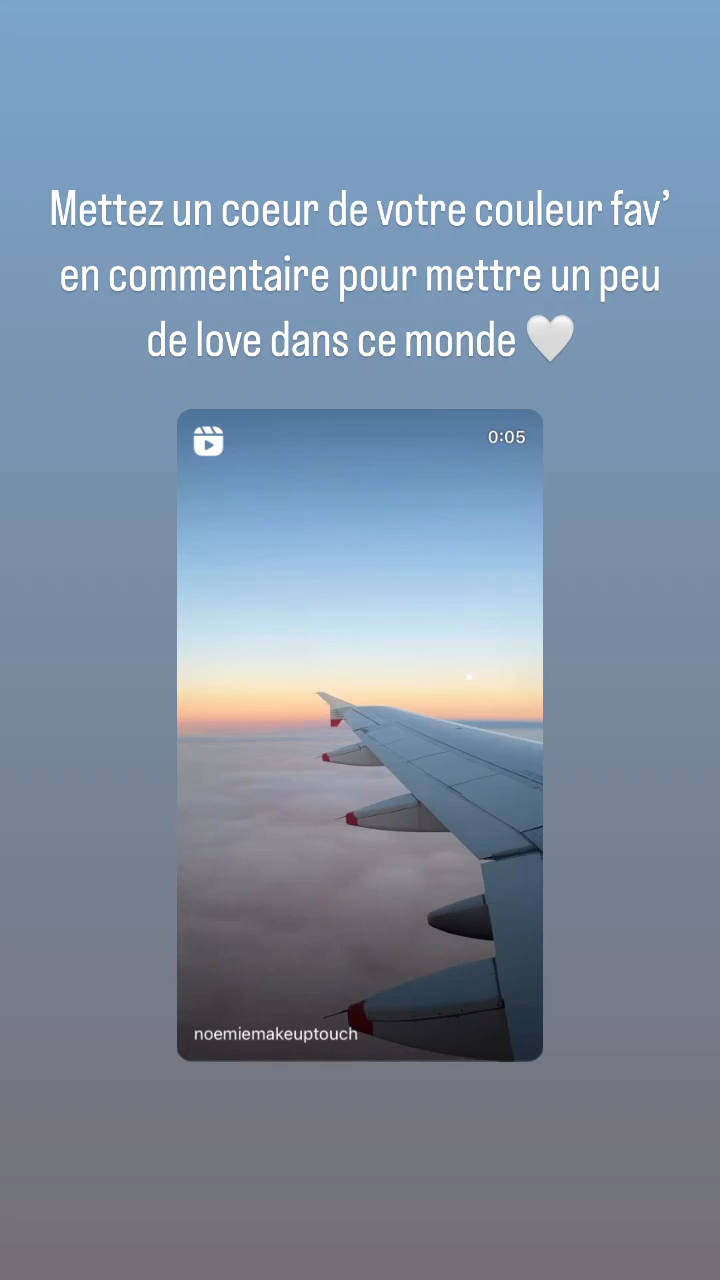 Mettez un coeur de votre couleur fav’
en commentaire pour mettre un peu
de love dans ce monde 🤍
0:05
noemiemakeuptouch